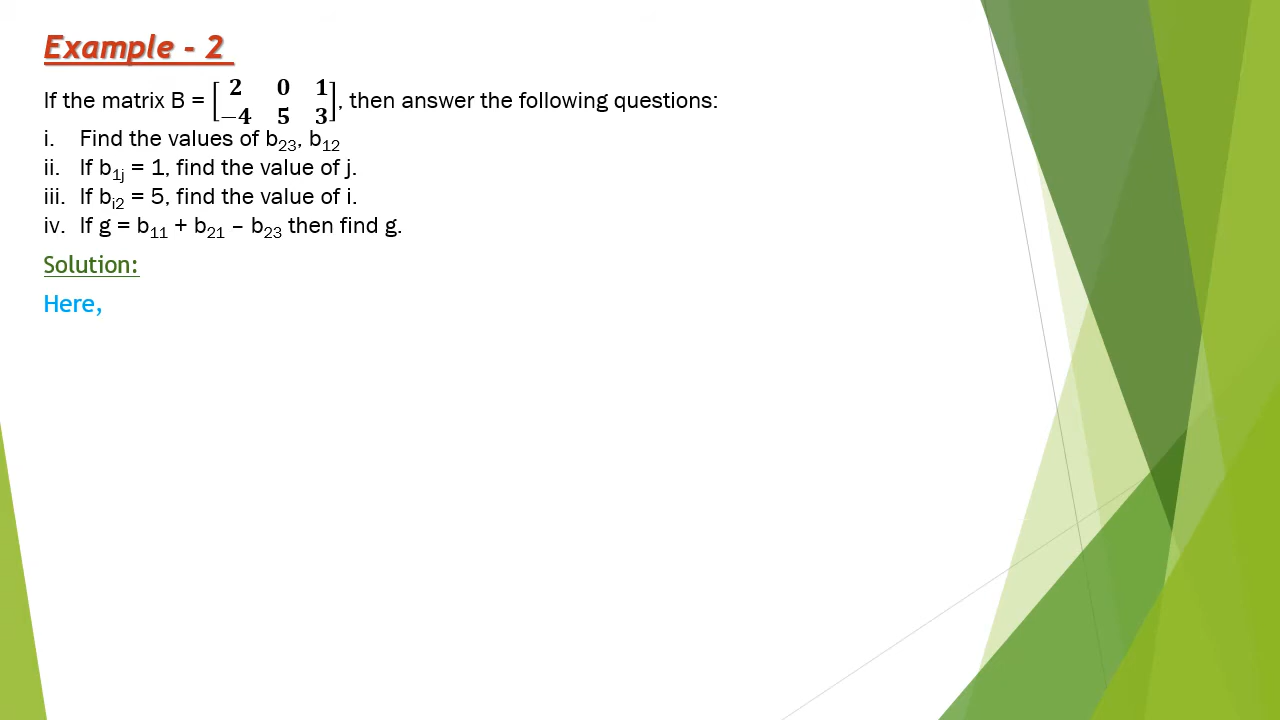 Example - 2
If the matrix B = [2 0 1; −4 5 3], then answer the following questions:
i. Find the values of b₂₃, b₁₂
ii. If b₁ⱼ = 1, find the value of j.
iii. If bᵢ₂ = 5, find the value of i.
iv. If g = b₁₁ + b₂₁ – b₂₃ then find g.
Solution:
Here,